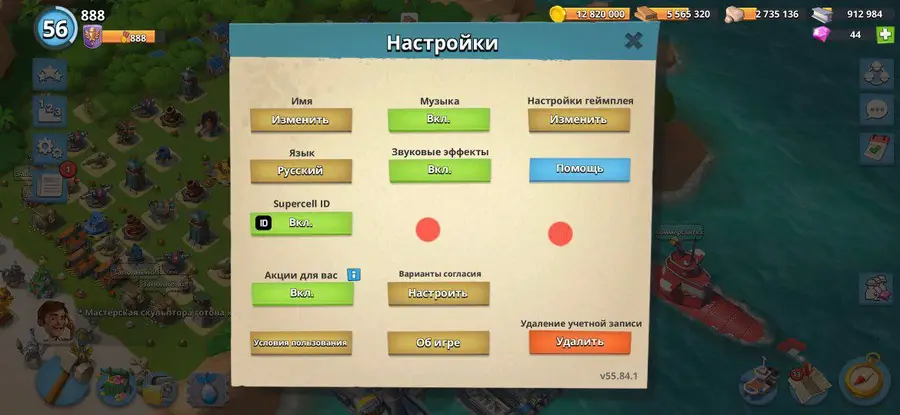 888
56
888
12 820 000
5 565 320
2 735 136
912 984
44
Настройки
Имя
Изменить
Музыка
Вкл.
Настройки геймплея
Изменить
Язык
Русский
Звуковые эффекты
Вкл.
Помощь
1
Supercell ID
ID
Вкл.
Акции для вас
i
Вкл.
Варианты согласия
Настроить
* Мастерская скульптора готова к
Условия пользования
Об игре
Удаление учетной записи
Удалить
v55.84.1